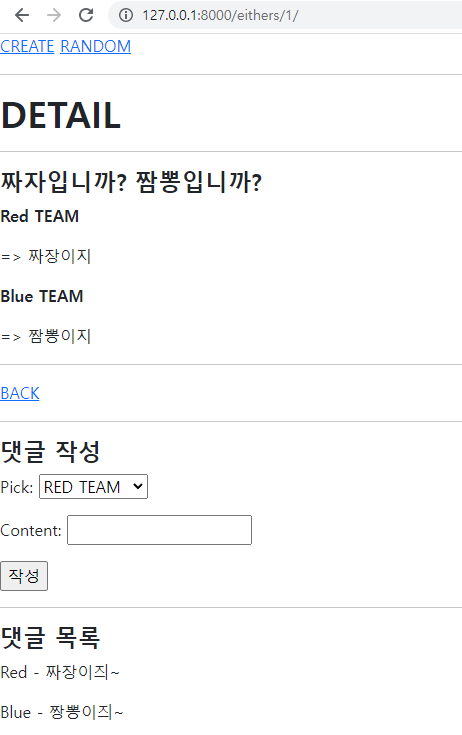 127.0.0.1:8000/eithers/1/
CREATE RANDOM
DETAIL
짜자입니까? 짬뽕입니까?
Red TEAM
=> 짜장이지
Blue TEAM
=> 짬뽕이지
BACK
댓글 작성
Pick: RED TEAM
Content:
작성
댓글 목록
Red - 짜장이즤~
Blue - 짱뽕이즤~